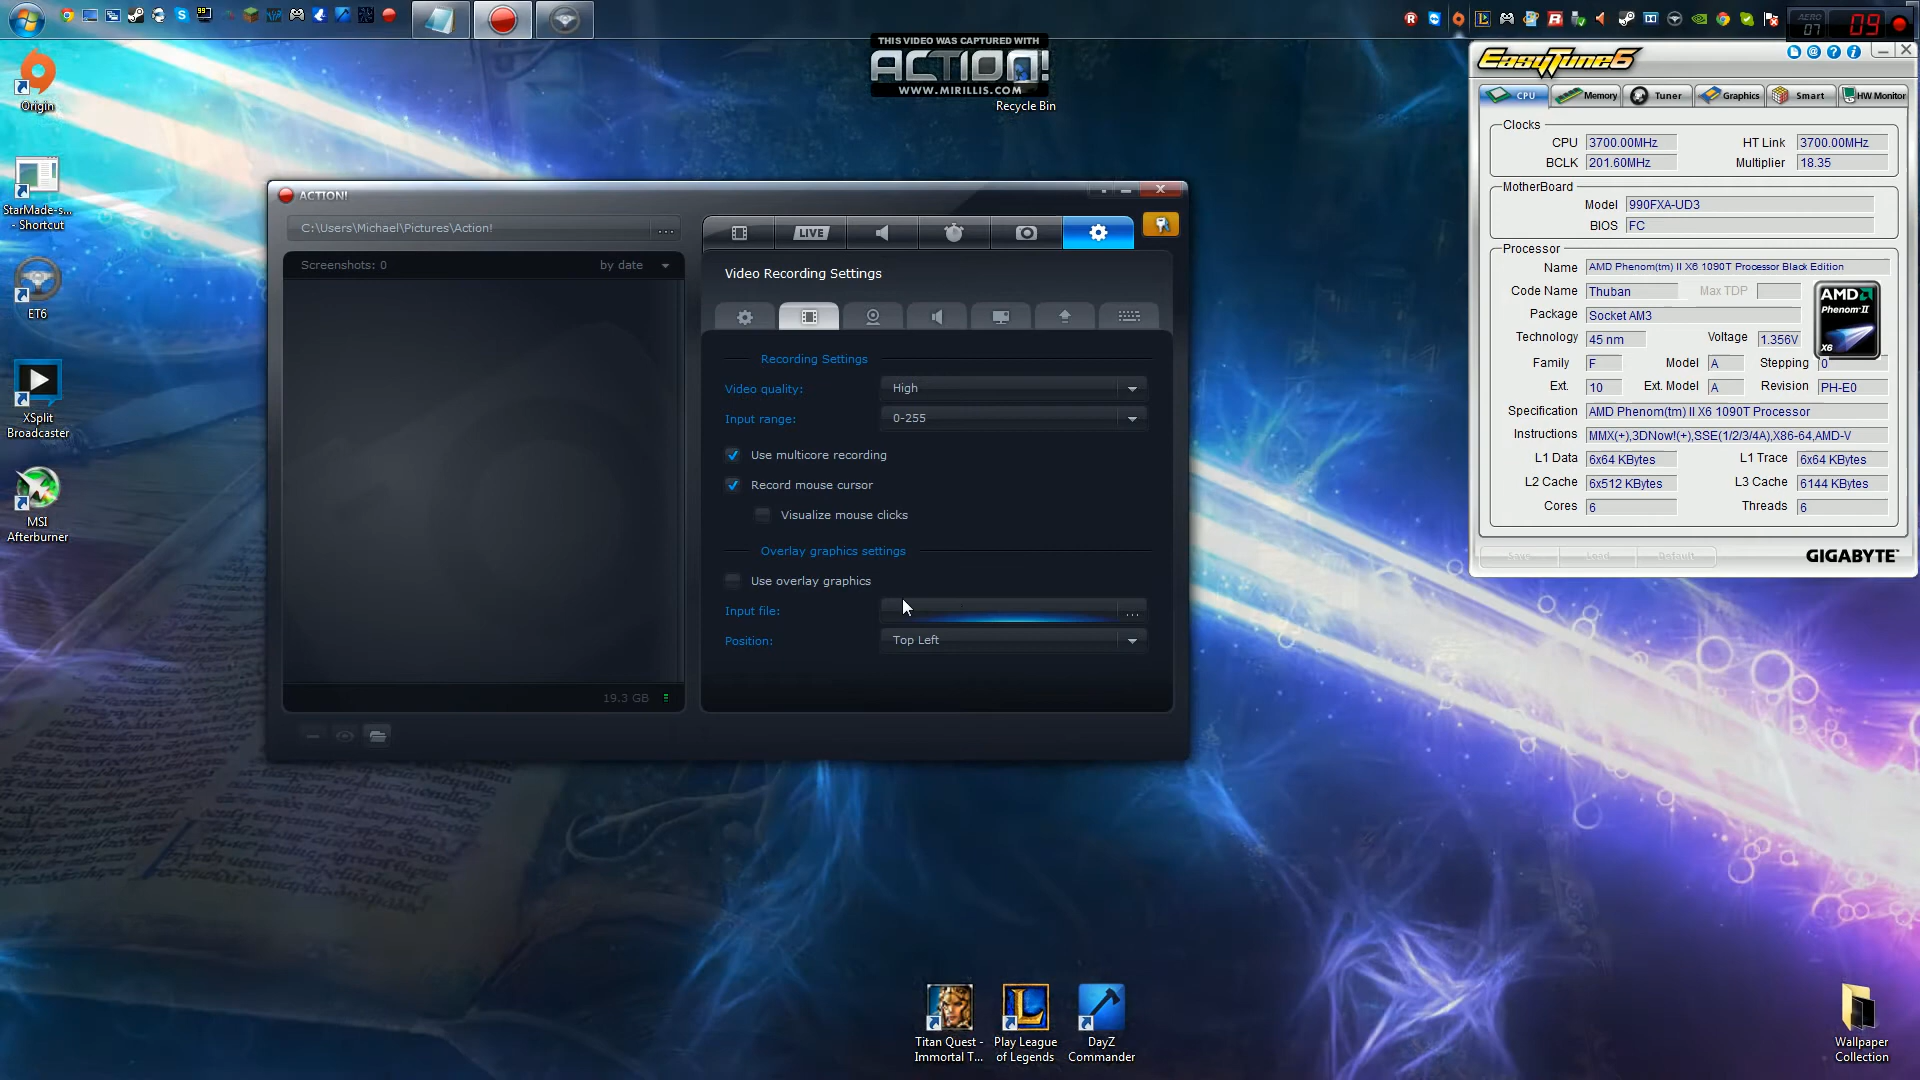 THIS VIDEO WAS CAPTURED WITH
ACTION!
WWW.MIRILLIS.COM
Recycle Bin
Origin
StarMade-s...
- Shortcut
ET6
XSplit
Broadcaster
MSI
Afterburner
99
AERO
07
09
ACTION!
C:\Users\Michael\Pictures\Action!
...
Screenshots: 0
by date
19.3 GB
LIVE
Video Recording Settings
Recording Settings
Video quality:
High
Input range:
0-255
Use multicore recording
Record mouse cursor
Visualize mouse clicks
Overlay graphics settings
Use overlay graphics
Input file:
...
Position:
Top Left
EasyTune6
CPU
Memory
Tuner
Graphics
Smart
HW Monitor
Clocks
CPU 3700.00MHz HT Link 3700.00MHz
BCLK 201.60MHz Multiplier 18.35
MotherBoard
Model 990FXA-UD3
BIOS FC
Processor
Name AMD Phenom(tm) II X6 1090T Processor Black Edition
Code Name Thuban Max TDP
Package Socket AM3
Technology 45 nm Voltage 1.356V
Family F Model A Stepping 0
Ext. 10 Ext. Model A Revision PH-E0
Specification AMD Phenom(tm) II X6 1090T Processor
Instructions MMX(+),3DNow!(+),SSE(1/2/3/4A),X86-64,AMD-V
L1 Data 6x64 KBytes L1 Trace 6x64 KBytes
L2 Cache 6x512 KBytes L3 Cache 6144 KBytes
Cores 6 Threads 6
AMD
Phenom II
X6
Save
Load
Default
GIGABYTE™
Titan Quest -
Immortal T...
Play League
of Legends
DayZ
Commander
Wallpaper
Collection